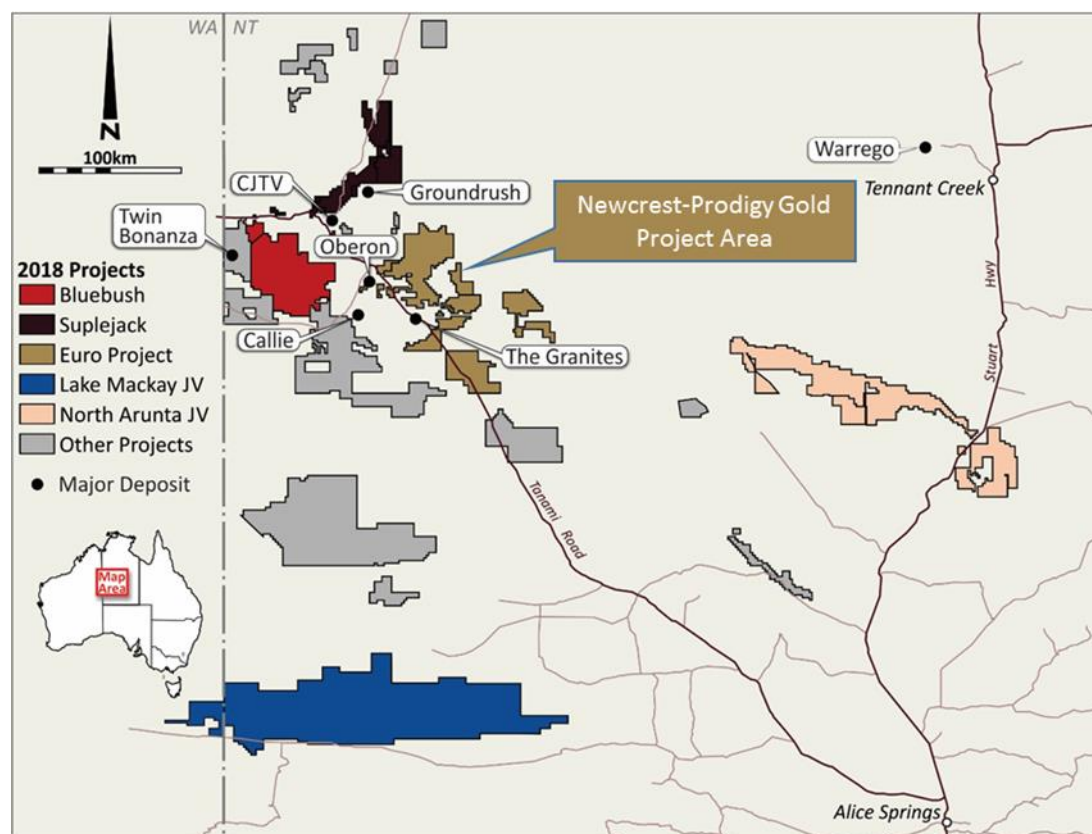 WA NT
N
100km
CJTV
Groundrush
Warrego
Tennant Creek
Twin
Bonanza
Oberon
Newcrest-Prodigy Gold
Project Area
2018 Projects
Bluebush
Suplejack
Euro Project
Lake Mackay JV
North Arunta JV
Other Projects
Major Deposit
Callie
The Granites
Stuart Hwy
Tanami Road
Map
Area
Alice Springs